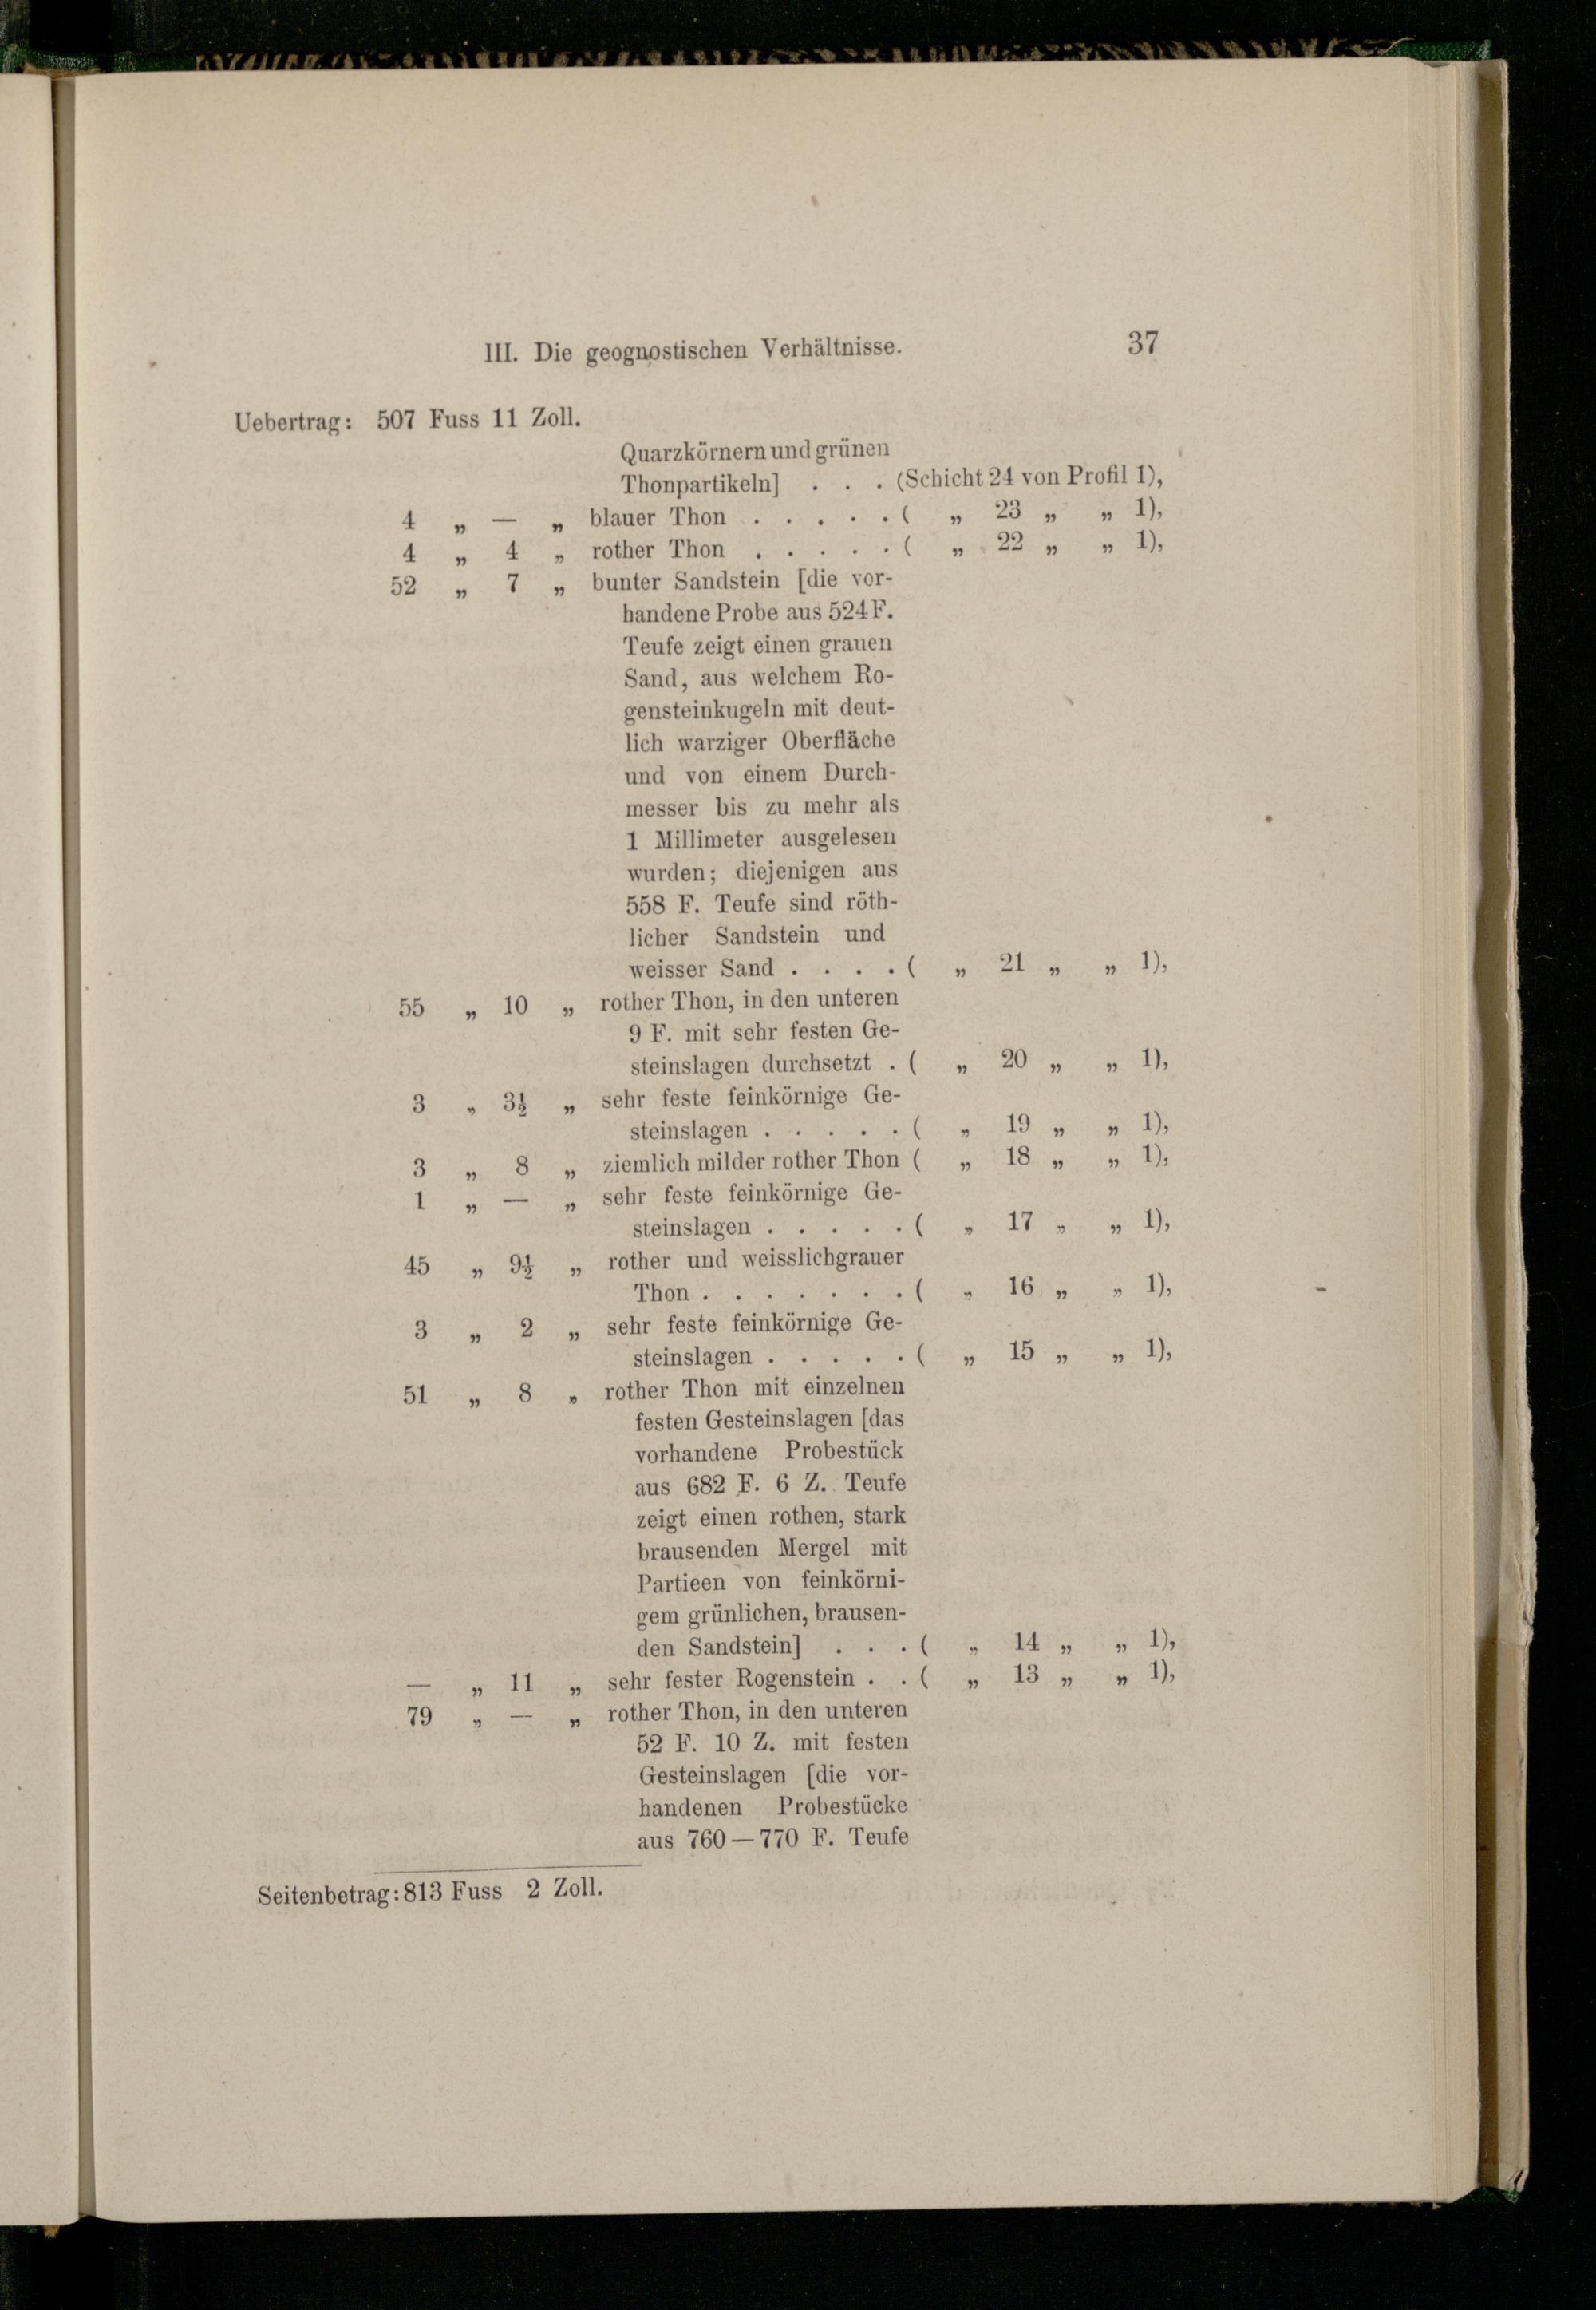 III. Die geognostischen Verhältnisse. 37
Uebertrag: 507 Fuss 11 Zoll.
Quarzkörnern und grünen
Thonpartikeln] . . . (Schicht 24 von Profil 1),
4 „ — „ blauer Thon . . . . . ( „ 23 „ „ 1),
4 „ 4 „ rother Thon . . . . . ( „ 22 „ „ 1),
52 „ 7 „ bunter Sandstein [die vor-
handene Probe aus 524 F.
Teufe zeigt einen grauen
Sand, aus welchem Ro-
gensteinkugeln mit deut-
lich warziger Oberfläche
und von einem Durch-
messer bis zu mehr als
1 Millimeter ausgelesen
wurden; diejenigen aus
558 F. Teufe sind röth-
licher Sandstein und
weisser Sand . . . . ( „ 21 „ „ 1),
55 „ 10 „ rother Thon, in den unteren
9 F. mit sehr festen Ge-
steinslagen durchsetzt . ( „ 20 „ „ 1),
3 „ 3½ „ sehr feste feinkörnige Ge-
steinslagen . . . . . ( „ 19 „ „ 1),
3 „ 8 „ ziemlich milder rother Thon ( „ 18 „ „ 1),
1 „ — „ sehr feste feinkörnige Ge-
steinslagen . . . . . ( „ 17 „ „ 1),
45 „ 9½ „ rother und weisslichgrauer
Thon . . . . . . . ( „ 16 „ „ 1),
3 „ 2 „ sehr feste feinkörnige Ge-
steinslagen . . . . . ( „ 15 „ „ 1),
51 „ 8 „ rother Thon mit einzelnen
festen Gesteinslagen [das
vorhandene Probestück
aus 682 F. 6 Z. Teufe
zeigt einen rothen, stark
brausenden Mergel mit
Partieen von feinkörni-
gem grünlichen, brausen-
den Sandstein] . . . ( „ 14 „ „ 1),
— „ 11 „ sehr fester Rogenstein . . ( „ 13 „ „ 1),
79 „ — „ rother Thon, in den unteren
52 F. 10 Z. mit festen
Gesteinslagen [die vor-
handenen Probestücke
aus 760 — 770 F. Teufe
Seitenbetrag: 813 Fuss 2 Zoll.